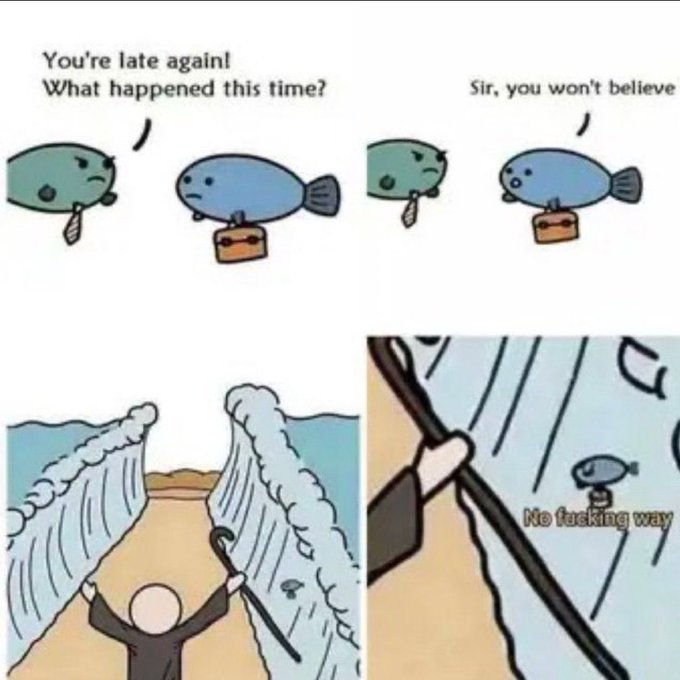 You're late again!
What happened this time?
Sir, you won't believe
No fucking way